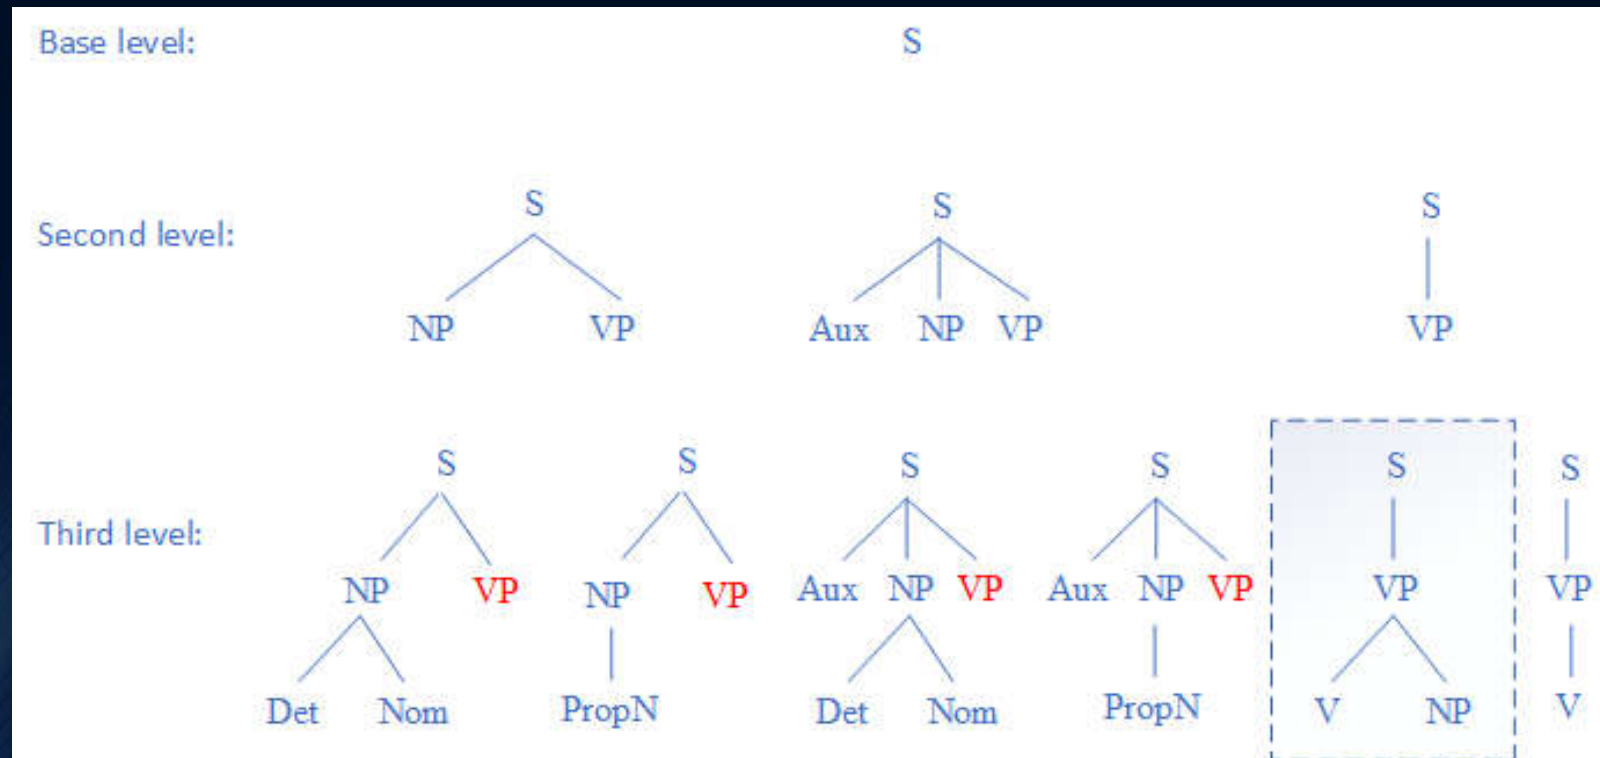 Base level: S
Second level: S S S
NP VP Aux NP VP VP
S S S S S S
Third level:
NP VP NP VP Aux NP VP Aux NP VP VP VP
Det Nom PropN Det Nom PropN V NP V